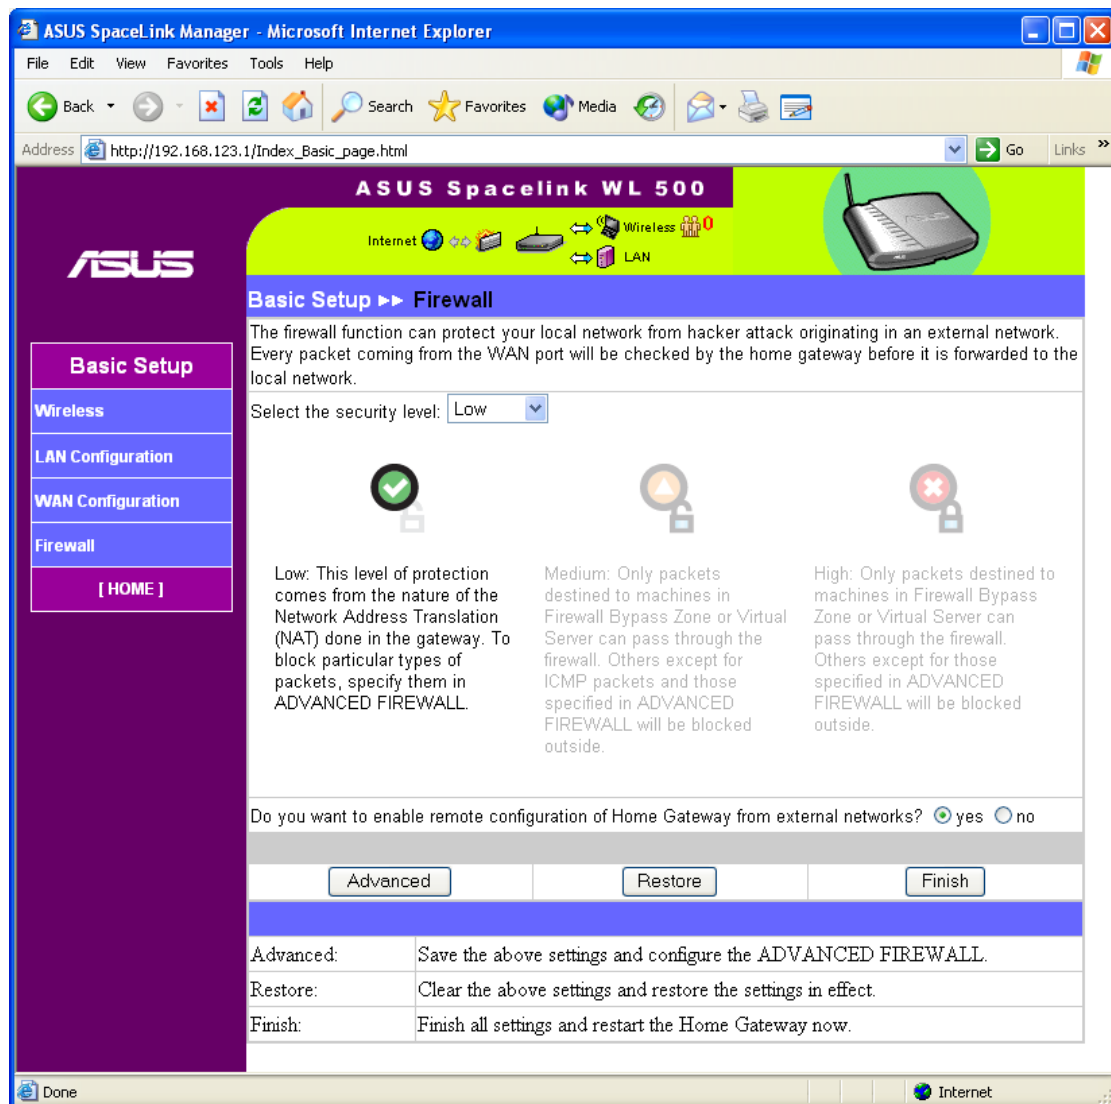 ASUS SpaceLink Manager - Microsoft Internet Explorer
File Edit View Favorites Tools Help
Back Search Favorites Media
Address http://192.168.123.1/Index_Basic_page.html Go Links »
ASUS Spacelink WL 500
Internet Wireless 0
LAN
ASUS
ASUS
Basic Setup ►► Firewall
Basic Setup
Wireless
LAN Configuration
WAN Configuration
Firewall
[ HOME ]
The firewall function can protect your local network from hacker attack originating in an external network.
Every packet coming from the WAN port will be checked by the home gateway before it is forwarded to the
local network.
Select the security level: Low
Low: This level of protection
comes from the nature of the
Network Address Translation
(NAT) done in the gateway. To
block particular types of
packets, specify them in
ADVANCED FIREWALL.
Medium: Only packets
destined to machines in
Firewall Bypass Zone or Virtual
Server can pass through the
firewall. Others except for
ICMP packets and those
specified in ADVANCED
FIREWALL will be blocked
outside.
High: Only packets destined to
machines in Firewall Bypass
Zone or Virtual Server can
pass through the firewall.
Others except for those
specified in ADVANCED
FIREWALL will be blocked
outside.
Do you want to enable remote configuration of Home Gateway from external networks? yes no
Advanced Restore Finish
Advanced: Save the above settings and configure the ADVANCED FIREWALL.
Restore: Clear the above settings and restore the settings in effect.
Finish: Finish all settings and restart the Home Gateway now.
Done Internet